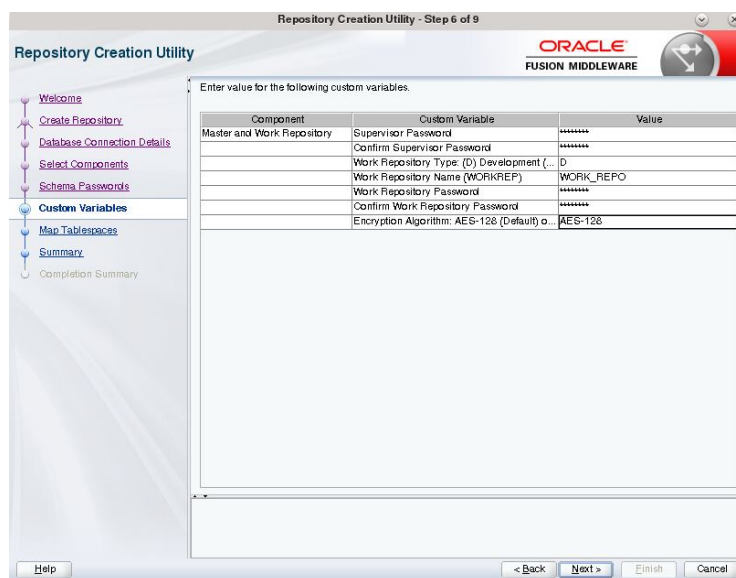 Repository Creation Utility - Step 6 of 9
Repository Creation Utility
ORACLE
FUSION MIDDLEWARE
Welcome
Create Repository
Database Connection Details
Select Components
Schema Passwords
Custom Variables
Map Tablespaces
Summary
Completion Summary
Enter value for the following custom variables.
Component Custom Variable Value
Master and Work Repository Supervisor Password ********
Confirm Supervisor Password ********
Work Repository Type: (D) Development (... D
Work Repository Name (WORKREP) WORK_REPO
Work Repository Password ********
Confirm Work Repository Password ********
Encryption Algorithm: AES-128 (Default) o... AES-128
Help < Back Next > Finish Cancel